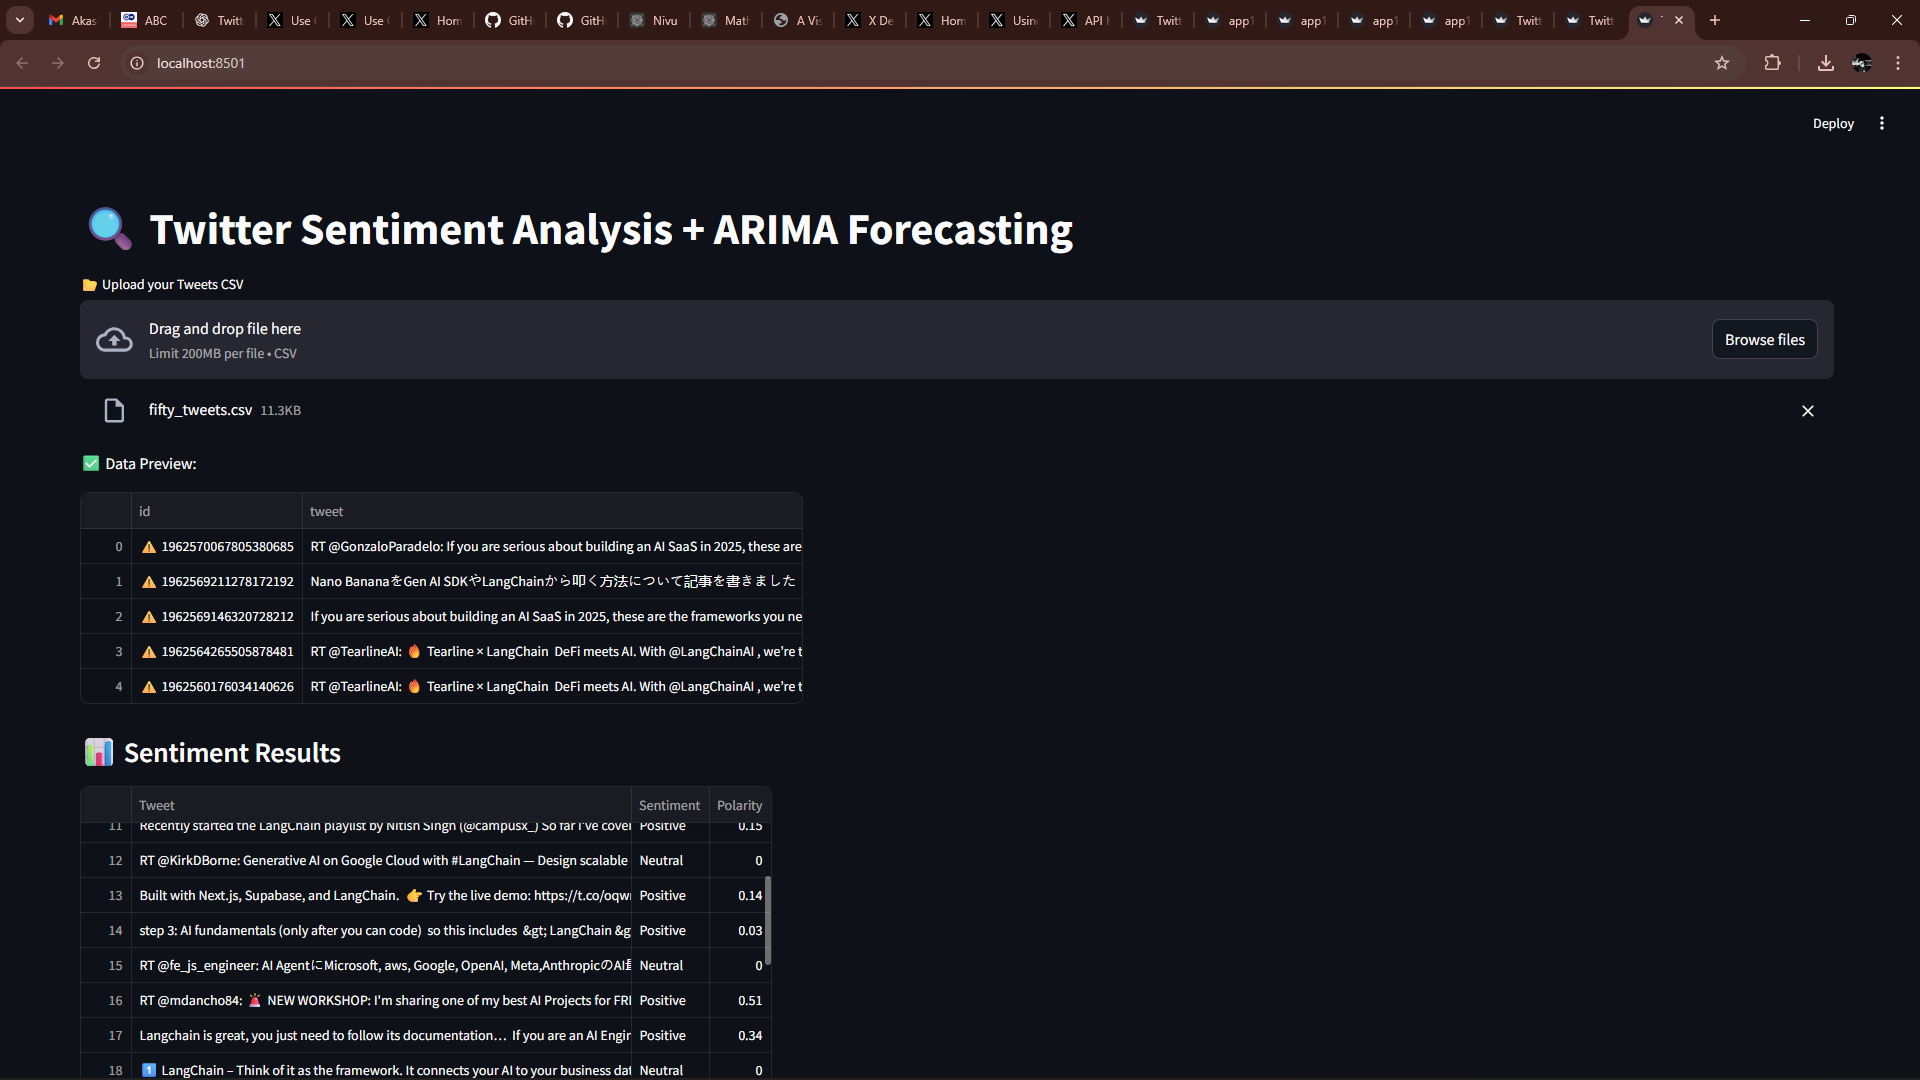 Akas
ABC
Twitt
Use
Use
Hom
GitH
GitH
Nivu
Mat
A Vis
X De
Hom
Usin
API
Twitt
app
app
app
app
Twitt
Twitt
localhost:8501
Deploy
🔍 Twitter Sentiment Analysis + ARIMA Forecasting
📁 Upload your Tweets CSV
Drag and drop file here
Limit 200MB per file • CSV
Browse files
fifty_tweets.csv 11.3KB
✅ Data Preview:
id tweet
0 ⚠️ 1962570067805380685 RT @GonzaloParadelo: If you are serious about building an AI SaaS in 2025, these are
1 ⚠️ 1962569211278172192 Nano BananaをGen AI SDKやLangChainから叩く方法について記事を書きました
2 ⚠️ 1962569146320728212 If you are serious about building an AI SaaS in 2025, these are the frameworks you ne
3 ⚠️ 1962564265505878481 RT @TearlineAI: 🔥 Tearline × LangChain DeFi meets AI. With @LangChainAI , we’re t
4 ⚠️ 1962560176034140626 RT @TearlineAI: 🔥 Tearline × LangChain DeFi meets AI. With @LangChainAI , we’re t
📊 Sentiment Results
Tweet Sentiment Polarity
11 Recently started the LangChain playlist by Nitish Singh (@campusx_) So far I’ve cover Positive 0.15
12 RT @KirkDBorne: Generative AI on Google Cloud with #LangChain — Design scalable Neutral 0
13 Built with Next.js, Supabase, and LangChain. 👉 Try the live demo: https://t.co/oqw Positive 0.14
14 step 3: AI fundamentals (only after you can code) so this includes &gt; LangChain &g Positive 0.03
15 RT @fe_js_engineer: AI AgentにMicrosoft, aws, Google, OpenAI, Meta,AnthropicのAI Neutral 0
16 RT @mdancho84: 🚨 NEW WORKSHOP: I'm sharing one of my best AI Projects for FRI Positive 0.51
17 Langchain is great, you just need to follow its documentation… If you are an AI Engir Positive 0.34
18 1️⃣ LangChain – Think of it as the framework. It connects your AI to your business dat Neutral 0